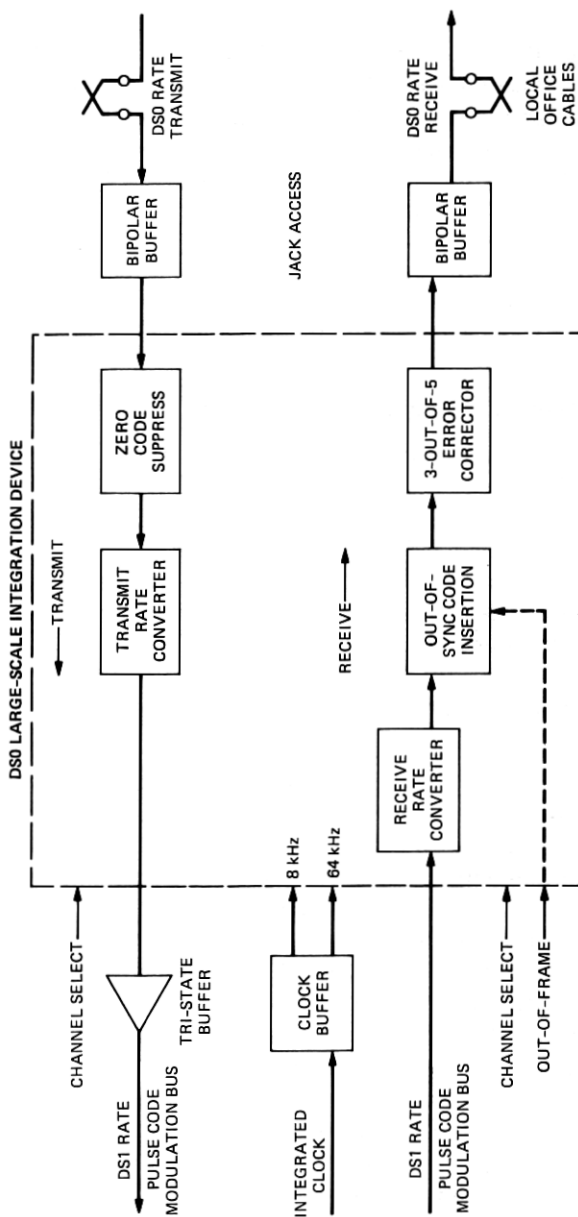 DS0 LARGE-SCALE INTEGRATION DEVICE
CHANNEL SELECT
TRANSMIT
DS1 RATE
PULSE CODE
MODULATION BUS
TRI-STATE
BUFFER
TRANSMIT
RATE
CONVERTER
ZERO
CODE
SUPPRESS
BIPOLAR
BUFFER
DS0 RATE
TRANSMIT
INTEGRATED
CLOCK
CLOCK
BUFFER
8 kHz
64 kHz
RECEIVE
JACK ACCESS
DS1 RATE
PULSE CODE
MODULATION BUS
RECEIVE
RATE
CONVERTER
OUT-OF-
SYNC CODE
INSERTION
3-OUT-OF-5
ERROR
CORRECTOR
BIPOLAR
BUFFER
DS0 RATE
RECEIVE
LOCAL
OFFICE
CABLES
CHANNEL SELECT
OUT-OF-FRAME